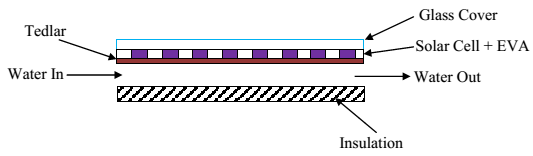 Glass Cover
Tedlar
Solar Cell + EVA
Water In
Water Out
Insulation